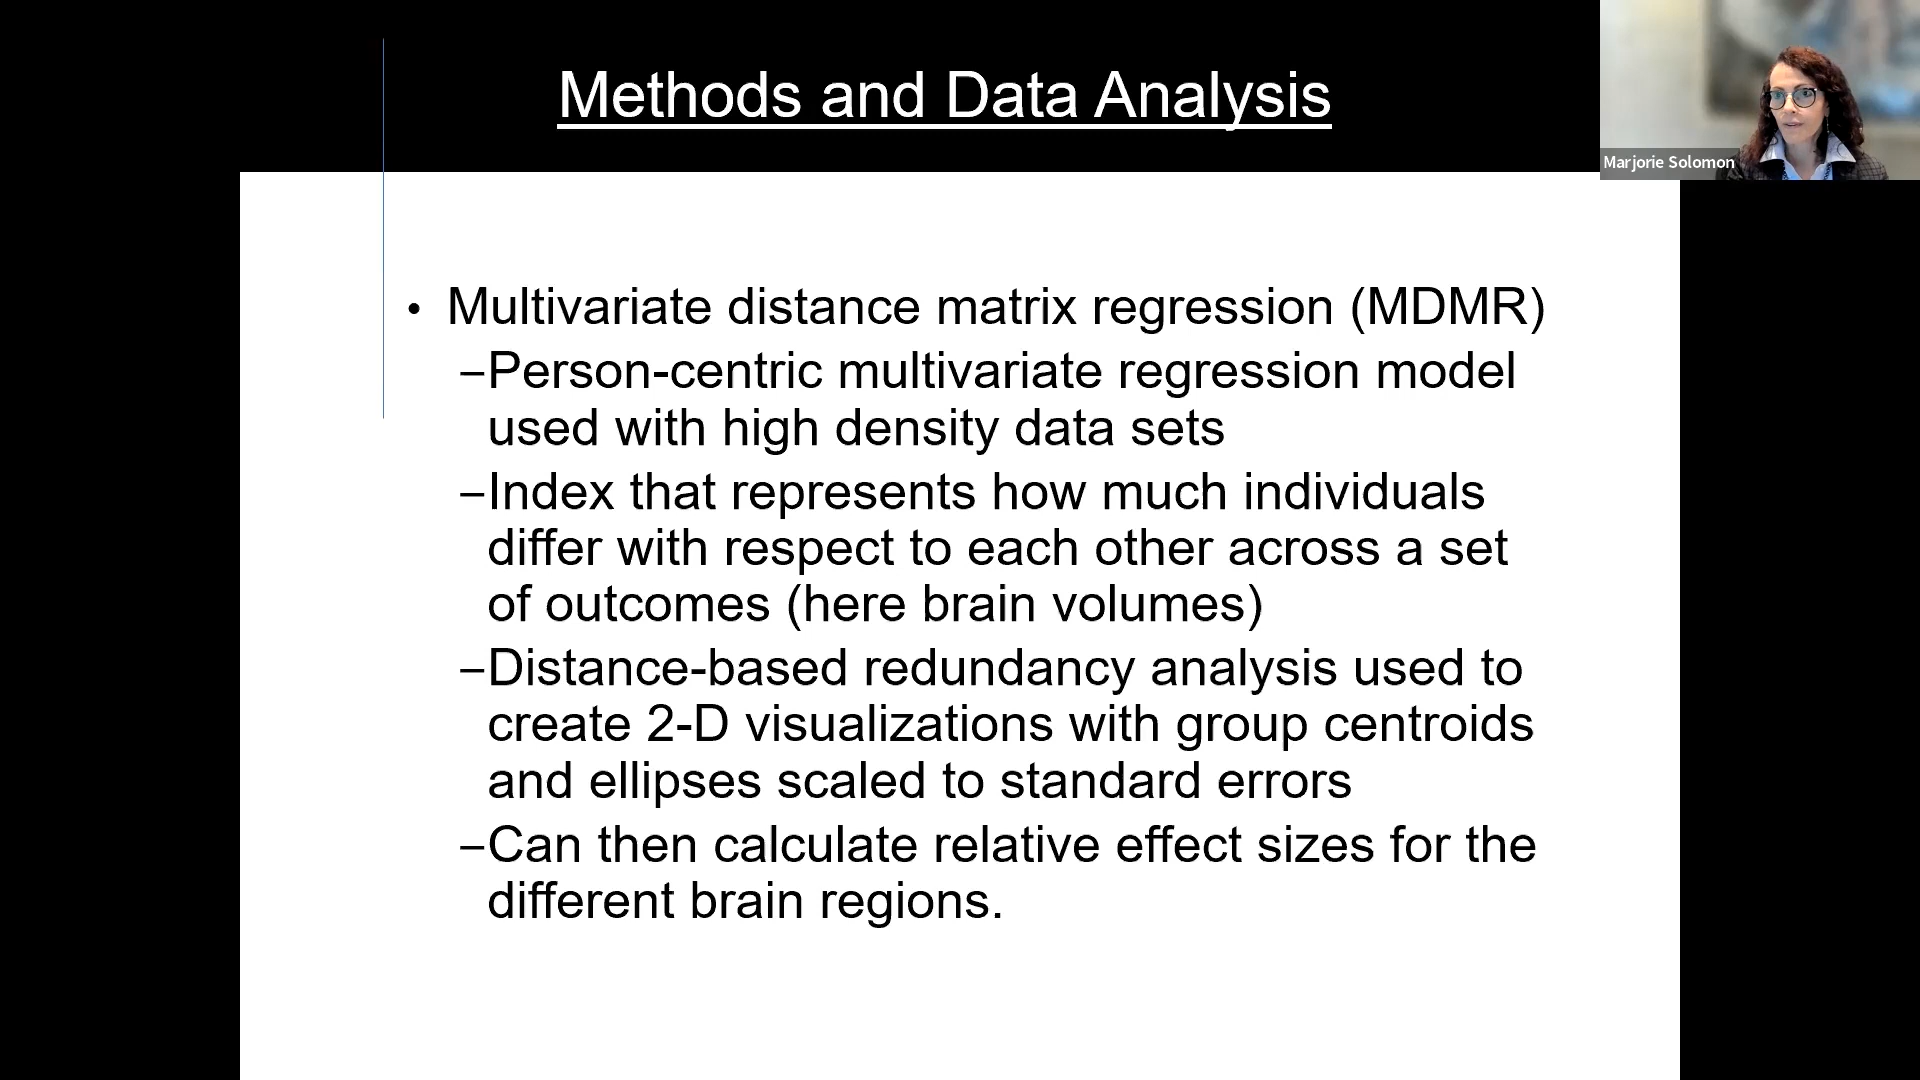 Methods and Data Analysis
Marjorie Solomon
• Multivariate distance matrix regression (MDMR)
–Person-centric multivariate regression model
used with high density data sets
–Index that represents how much individuals
differ with respect to each other across a set
of outcomes (here brain volumes)
–Distance-based redundancy analysis used to
create 2-D visualizations with group centroids
and ellipses scaled to standard errors
–Can then calculate relative effect sizes for the
different brain regions.